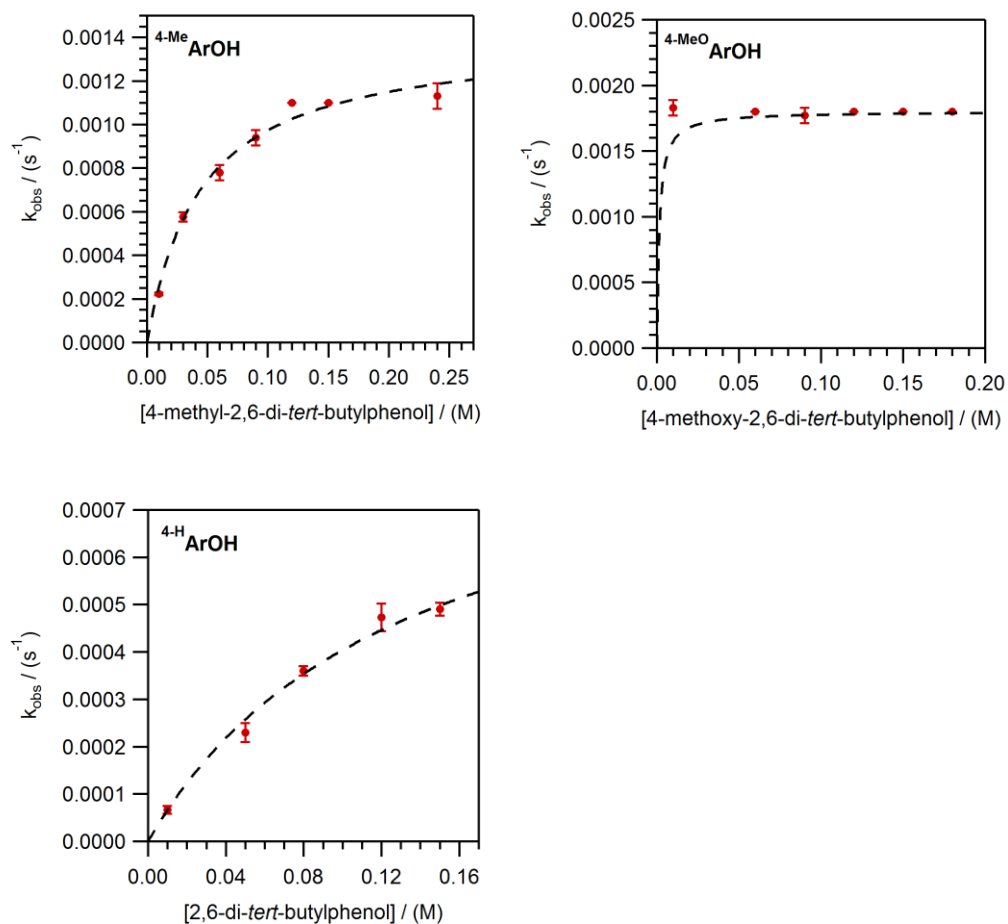 4-Me ArOH
k_obs / (s⁻¹)
0.0014
0.0012
0.0010
0.0008
0.0006
0.0004
0.0002
0.0000
0.00 0.05 0.10 0.15 0.20 0.25
[4-methyl-2,6-di-tert-butylphenol] / (M)
4-MeO ArOH
k_obs / (s⁻¹)
0.0025
0.0020
0.0015
0.0010
0.0005
0.0000
0.00 0.05 0.10 0.15 0.20
[4-methoxy-2,6-di-tert-butylphenol] / (M)
4-H ArOH
k_obs / (s⁻¹)
0.0007
0.0006
0.0005
0.0004
0.0003
0.0002
0.0001
0.0000
0.00 0.04 0.08 0.12 0.16
[2,6-di-tert-butylphenol] / (M)